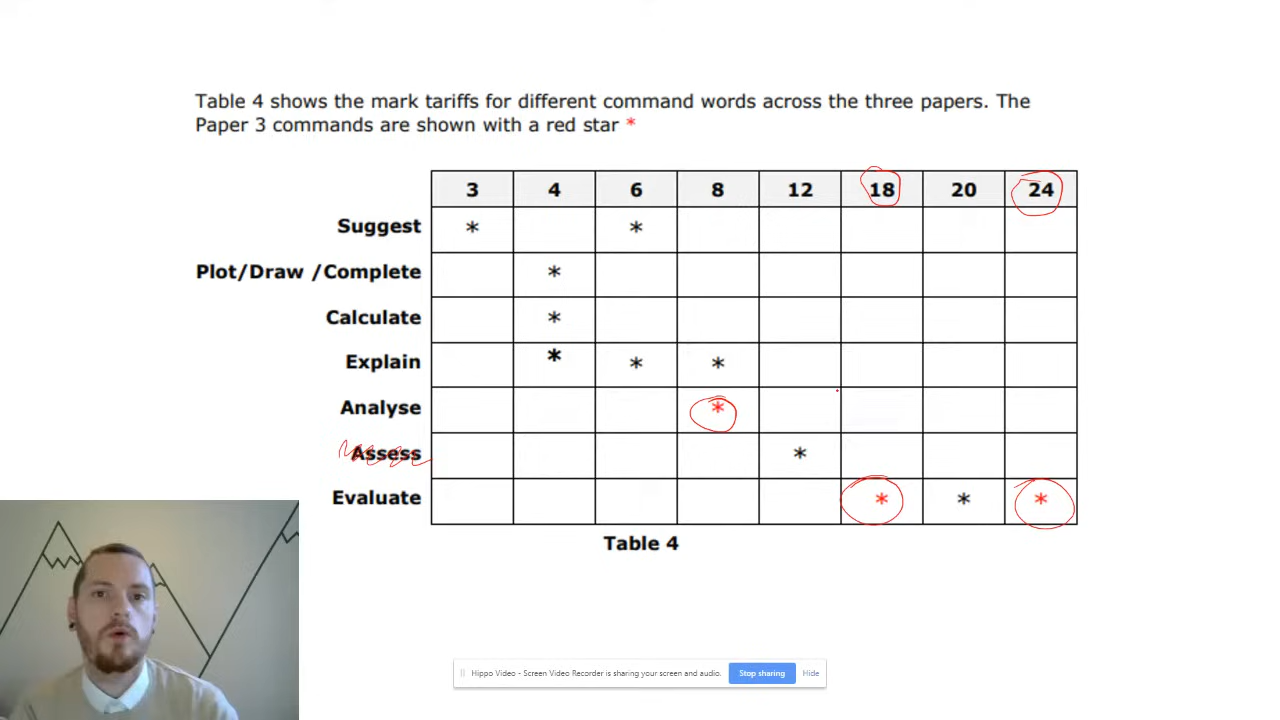 Table 4 shows the mark tariffs for different command words across the three papers. The
Paper 3 commands are shown with a red star *
3 4 6 8 12 18 20 24
Suggest * *
Plot/Draw /Complete *
Calculate *
Explain * * *
Analyse *
Assess *
Evaluate * * *
Table 4
Hippo Video - Screen Video Recorder is sharing your screen and audio. Stop sharing Hide